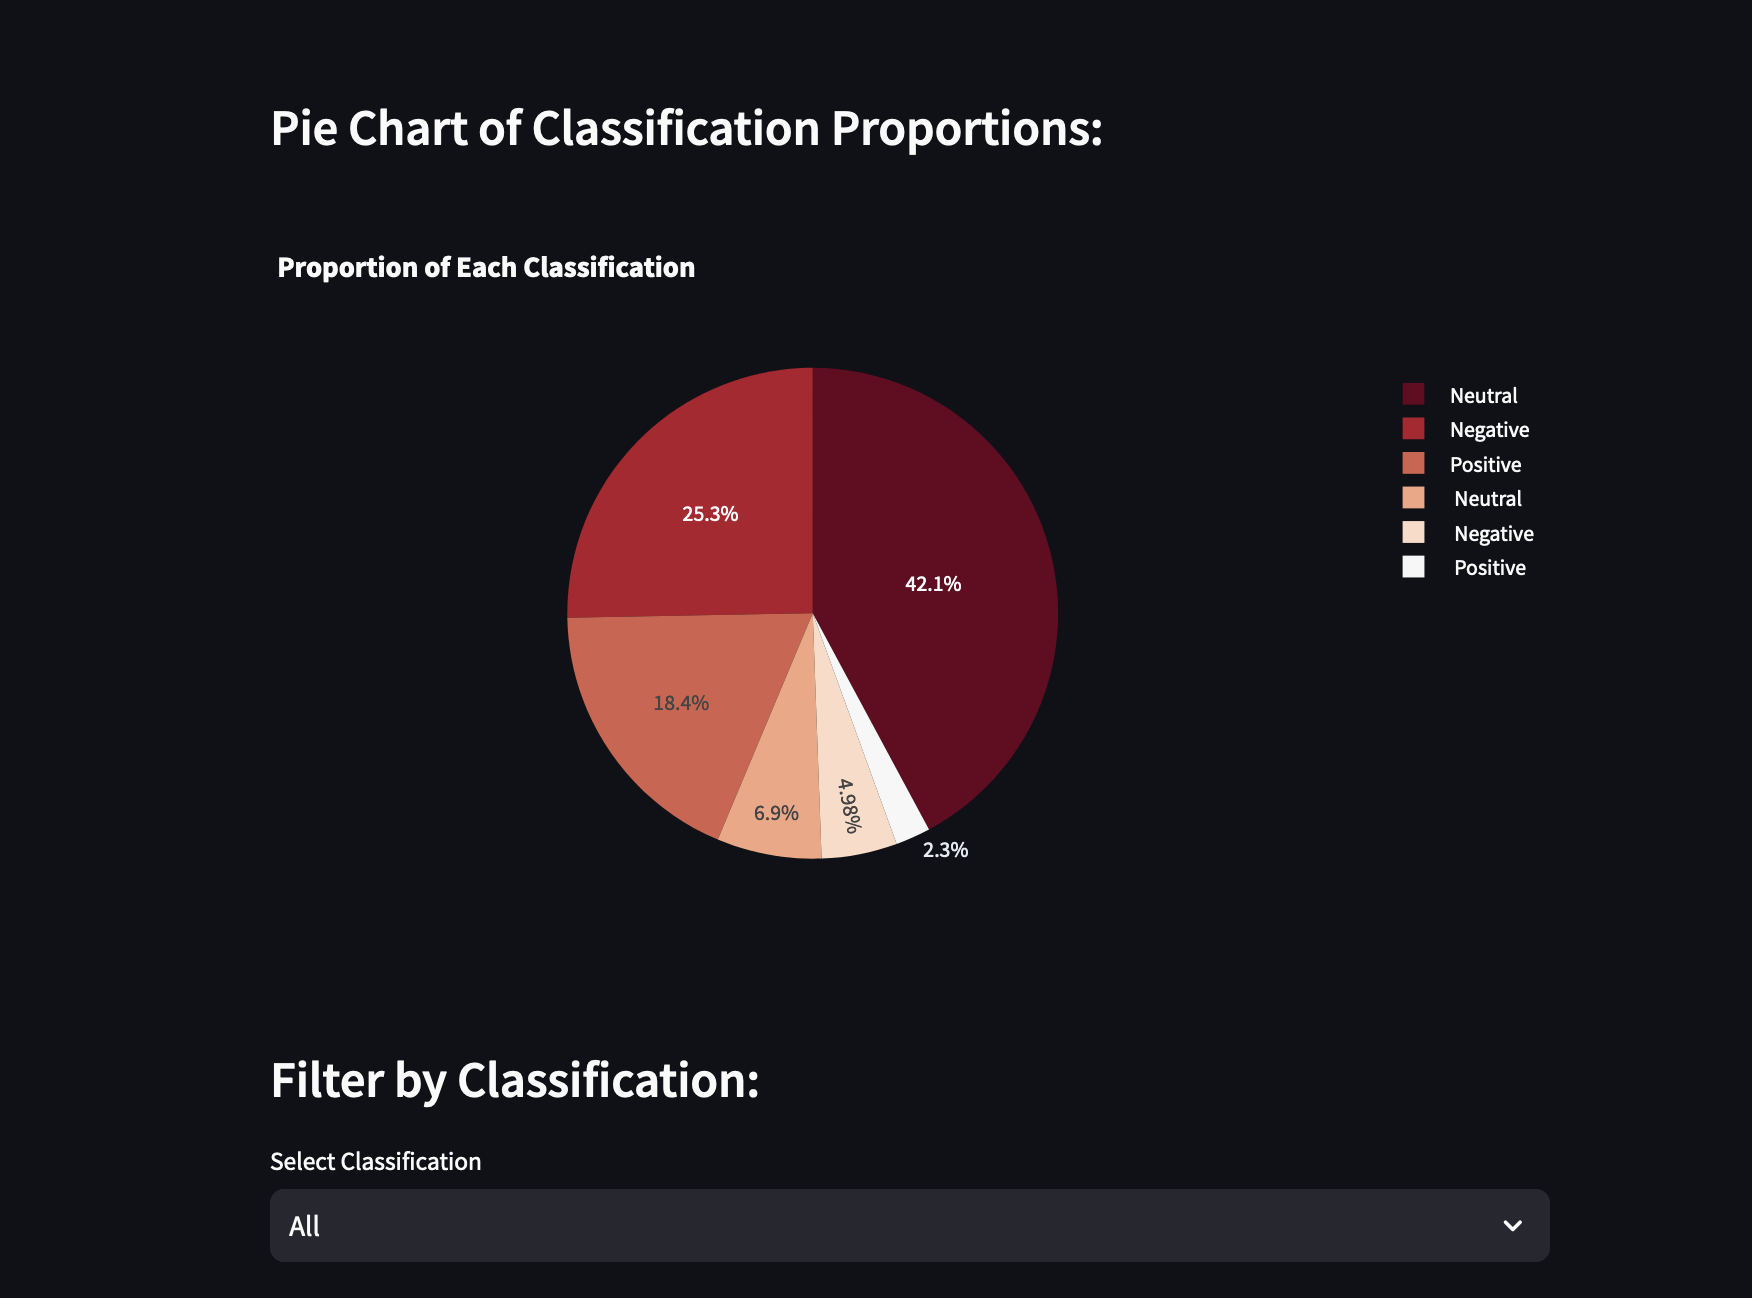 Pie Chart of Classification Proportions:
Proportion of Each Classification
Neutral
Negative
Positive
Neutral
Negative
Positive
25.3%
42.1%
18.4%
6.9%
4.98%
2.3%
Filter by Classification:
Select Classification
All